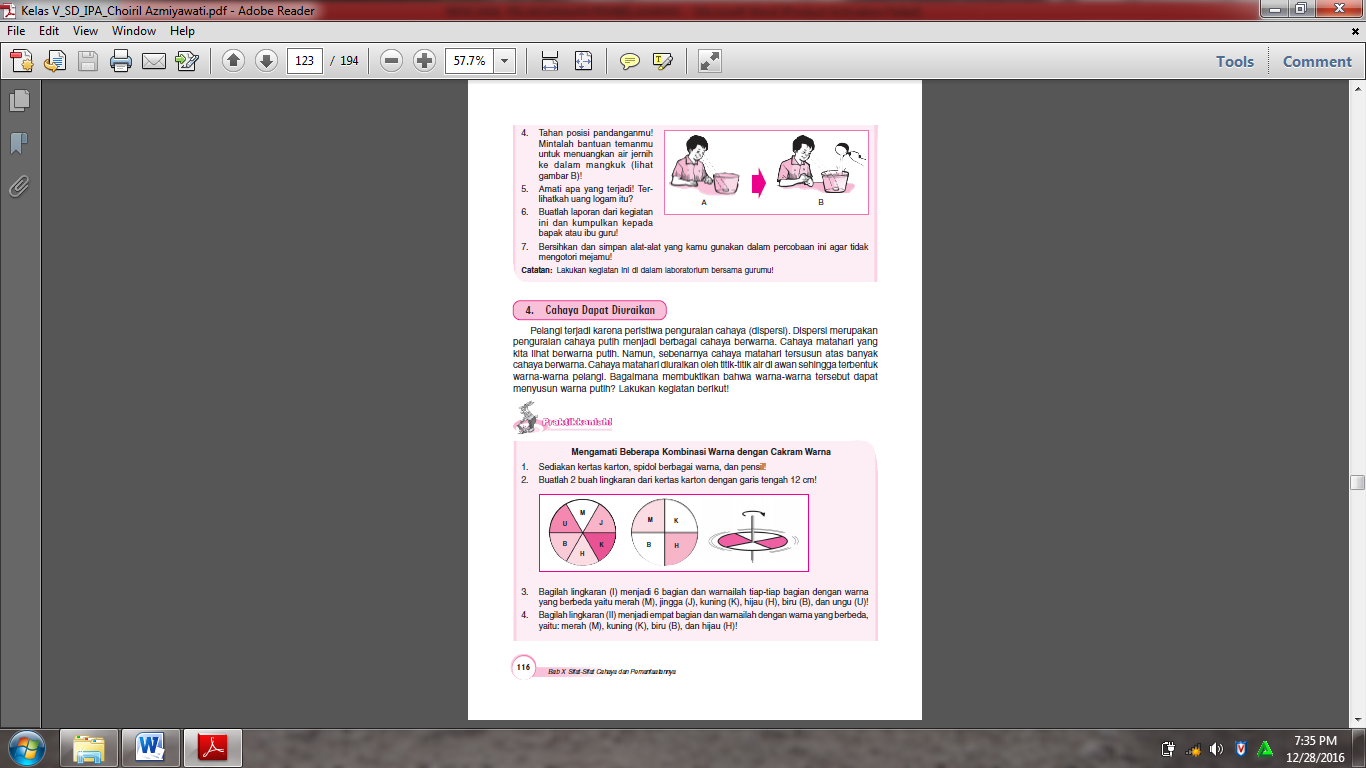 Kelas V_SD_IPA_Choiril Azmiyawati.pdf - Adobe Reader
File Edit View Window Help
123 / 194 57.7% Tools Comment
4. Tahan posisi pandanganmu!
Mintalah bantuan temanmu
untuk menuangkan air jernih
ke dalam mangkuk (lihat
gambar B)!
5. Amati apa yang terjadi! Ter-
lihatkah uang logam itu?
6. Buatlah laporan dari kegiatan
ini dan kumpulkan kepada
bapak atau ibu guru!
A B
7. Bersihkan dan simpan alat-alat yang kamu gunakan dalam percobaan ini agar tidak
mengotori mejamu!
Catatan: Lakukan kegiatan ini di dalam laboratorium bersama gurumu!
4. Cahaya Dapat Diuraikan
Pelangi terjadi karena peristiwa penguraian cahaya (dispersi). Dispersi merupakan
penguraian cahaya putih menjadi berbagai cahaya berwarna. Cahaya matahari yang
kita lihat berwarna putih. Namun, sebenarnya cahaya matahari tersusun atas banyak
cahaya berwarna. Cahaya matahari diuraikan oleh titik-titik air di awan sehingga terbentuk
warna-warna pelangi. Bagaimana membuktikan bahwa warna-warna tersebut dapat
menyusun warna putih? Lakukan kegiatan berikut!
Praktikkanlah!
Mengamati Beberapa Kombinasi Warna dengan Cakram Warna
1. Sediakan kertas karton, spidol berbagai warna, dan pensil!
2. Buatlah 2 buah lingkaran dari kertas karton dengan garis tengah 12 cm!
M
U J
B K
H
M K
B H
3. Bagilah lingkaran (I) menjadi 6 bagian dan warnailah tiap-tiap bagian dengan warna
yang berbeda yaitu merah (M), jingga (J), kuning (K), hijau (H), biru (B), dan ungu (U)!
4. Bagilah lingkaran (II) menjadi empat bagian dan warnailah dengan warna yang berbeda,
yaitu: merah (M), kuning (K), biru (B), dan hijau (H)!
116 Bab X Sifat-Sifat Cahaya dan Pemanfaatannya
7:35 PM
12/28/2016